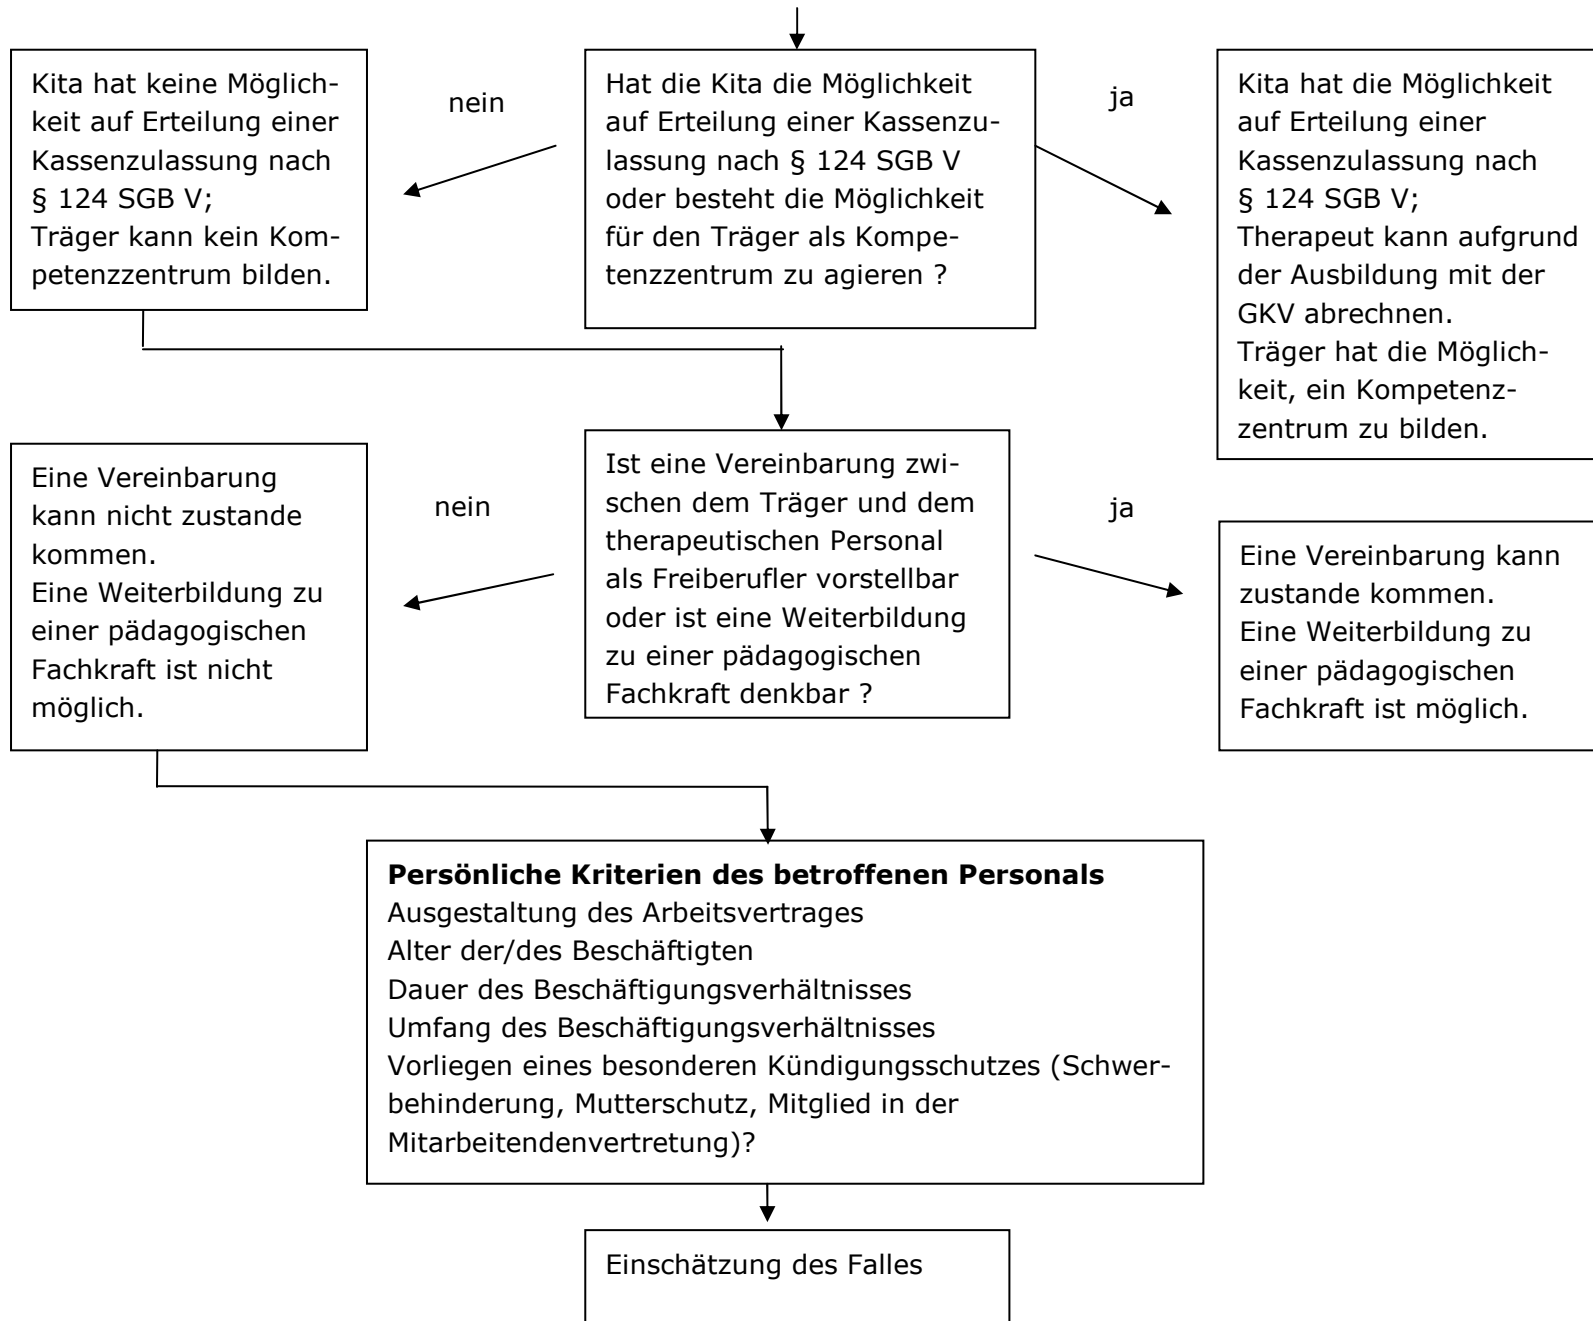 Kita hat keine Möglich-
keit auf Erteilung einer
Kassenzulassung nach
§ 124 SGB V;
Träger kann kein Kom-
petenzzentrum bilden.
nein
Hat die Kita die Möglichkeit
auf Erteilung einer Kassenzu-
lassung nach § 124 SGB V
oder besteht die Möglichkeit
für den Träger als Kompe-
tenzzentrum zu agieren ?
ja
Kita hat die Möglichkeit
auf Erteilung einer
Kassenzulassung nach
§ 124 SGB V;
Therapeut kann aufgrund
der Ausbildung mit der
GKV abrechnen.
Träger hat die Möglich-
keit, ein Kompetenz-
zentrum zu bilden.
Eine Vereinbarung
kann nicht zustande
kommen.
Eine Weiterbildung zu
einer pädagogischen
Fachkraft ist nicht
möglich.
nein
Ist eine Vereinbarung zwi-
schen dem Träger und dem
therapeutischen Personal
als Freiberufler vorstellbar
oder ist eine Weiterbildung
zu einer pädagogischen
Fachkraft denkbar ?
ja
Eine Vereinbarung kann
zustande kommen.
Eine Weiterbildung zu
einer pädagogischen
Fachkraft ist möglich.
Persönliche Kriterien des betroffenen Personals
Ausgestaltung des Arbeitsvertrages
Alter der/des Beschäftigten
Dauer des Beschäftigungsverhältnisses
Umfang des Beschäftigungsverhältnisses
Vorliegen eines besonderen Kündigungsschutzes (Schwer-
behinderung, Mutterschutz, Mitglied in der
Mitarbeitendenvertretung)?
Einschätzung des Falles